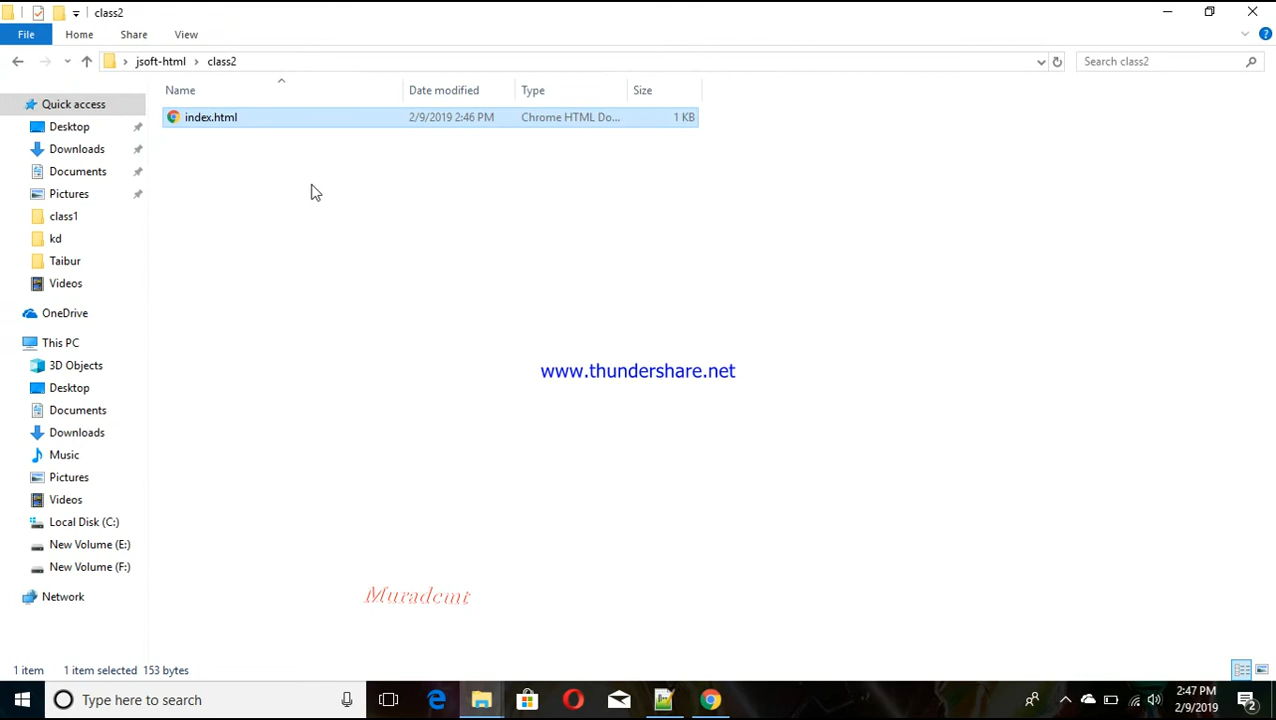 class2
File
Home
Share
View
jsoft-html
class2
Search class2
Name
Date modified
Type
Size
index.html
2/9/2019 2:46 PM
Chrome HTML Do...
1 KB
Quick access
Desktop
Downloads
Documents
Pictures
class1
kd
Taibur
Videos
OneDrive
This PC
3D Objects
Desktop
Documents
Downloads
Music
Pictures
Videos
Local Disk (C:)
New Volume (E:)
New Volume (F:)
Network
www.thundershare.net
Muradcmt
1 item
1 item selected
153 bytes
Type here to search
2:47 PM
2/9/2019
2